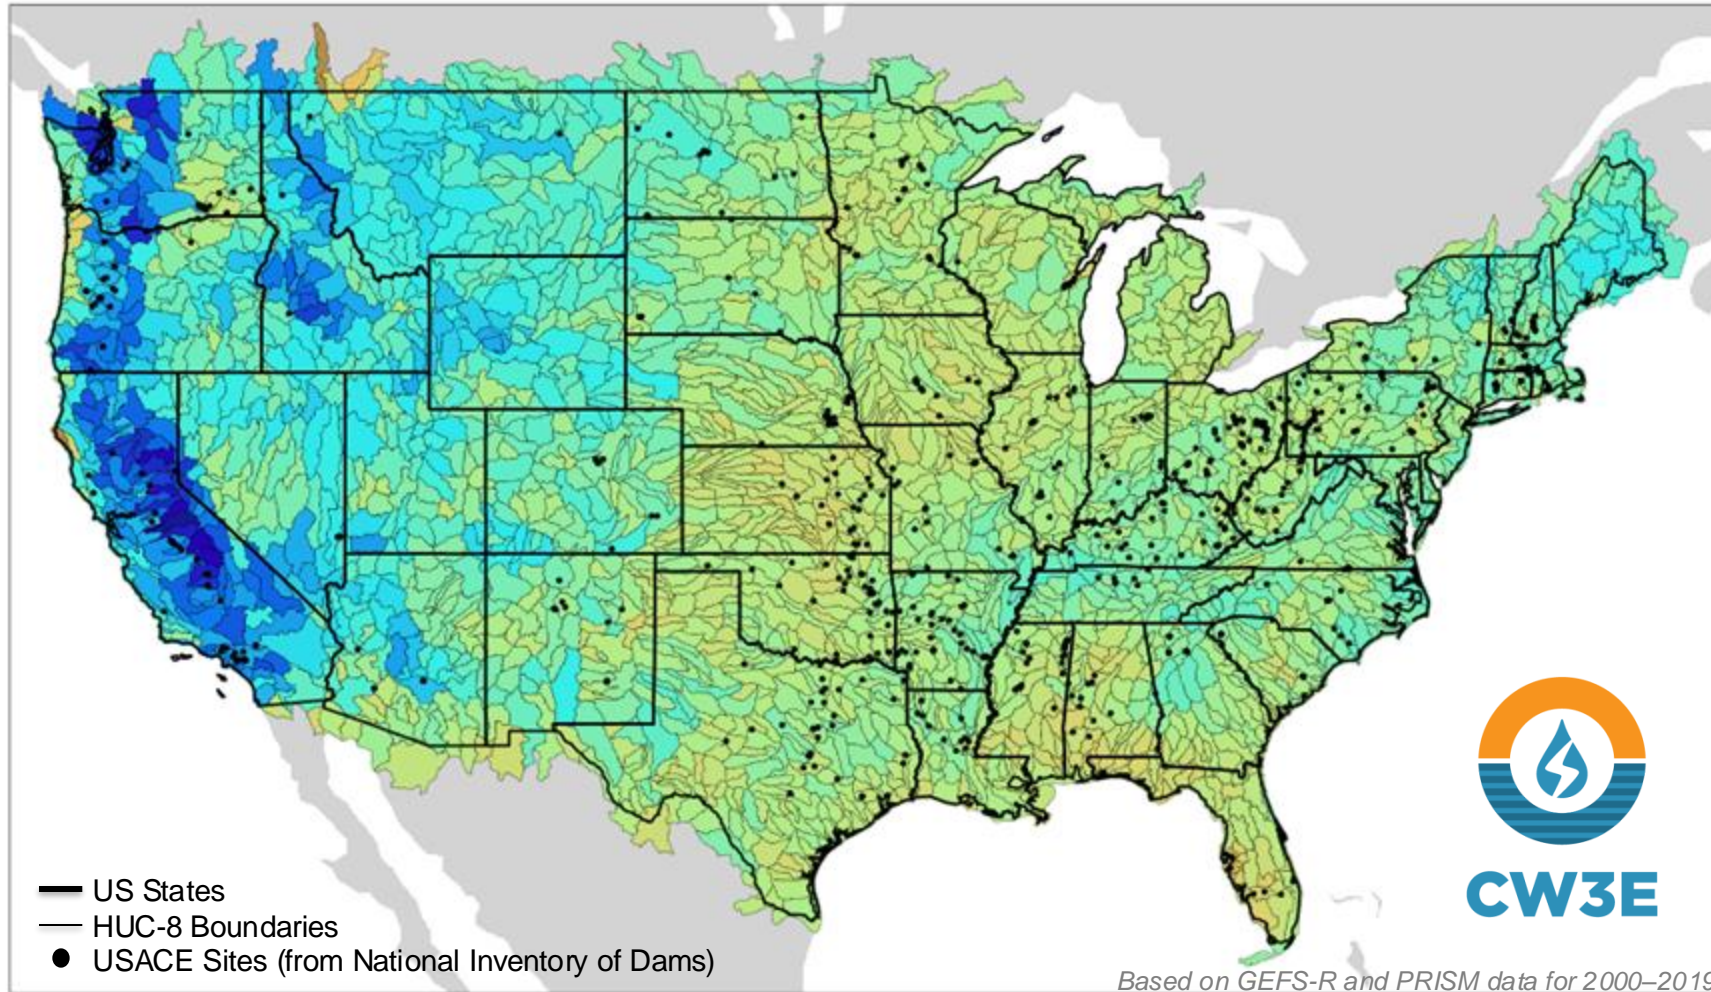 US States
HUC-8 Boundaries
USACE Sites (from National Inventory of Dams)
CW3E
Based on GEFS-R and PRISM data for 2000–2019